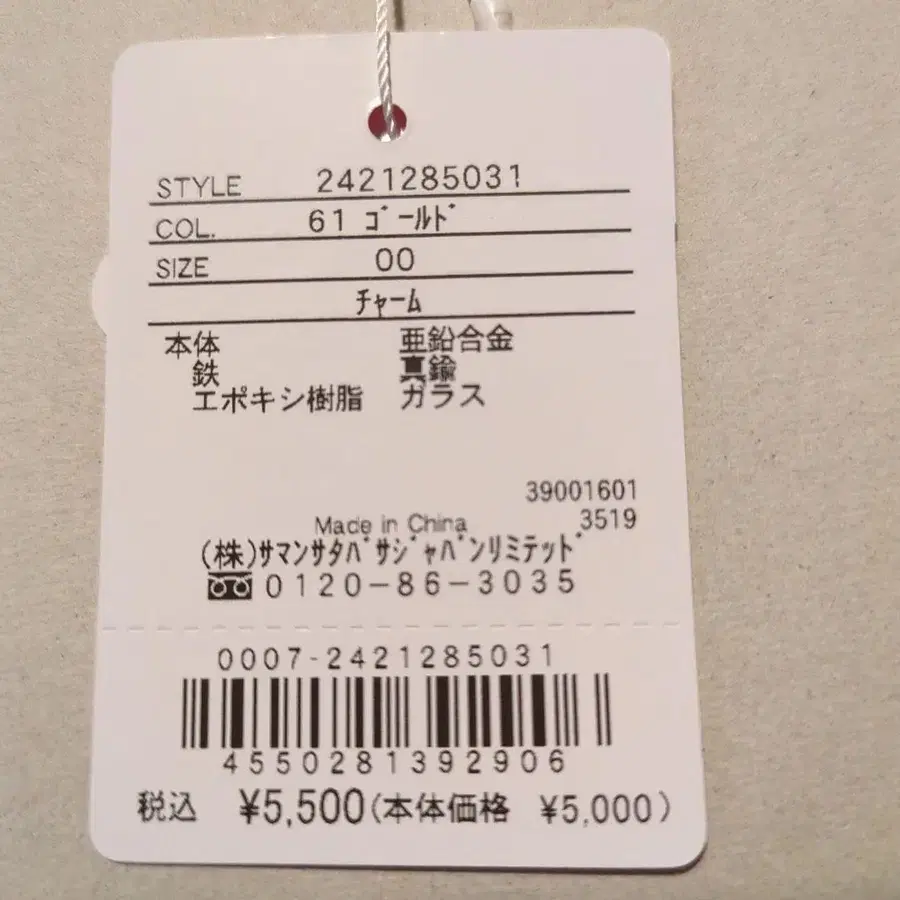 STYLE 2421285031
COL. 61 ｺﾞｰﾙﾄﾞ
SIZE 00
ﾁｬｰﾑ
本体 亜鉛合金
鉄 真鍮
エポキシ樹脂 ガラス
39001601
Made in China 3519
(株)ｻﾏﾝｻﾀﾊﾞｻｼﾞｬﾊﾟﾝﾘﾐﾃｯﾄﾞ
0120-86-3035
0007-2421285031
4550281392906
税込 ¥5,500(本体価格 ¥5,000)